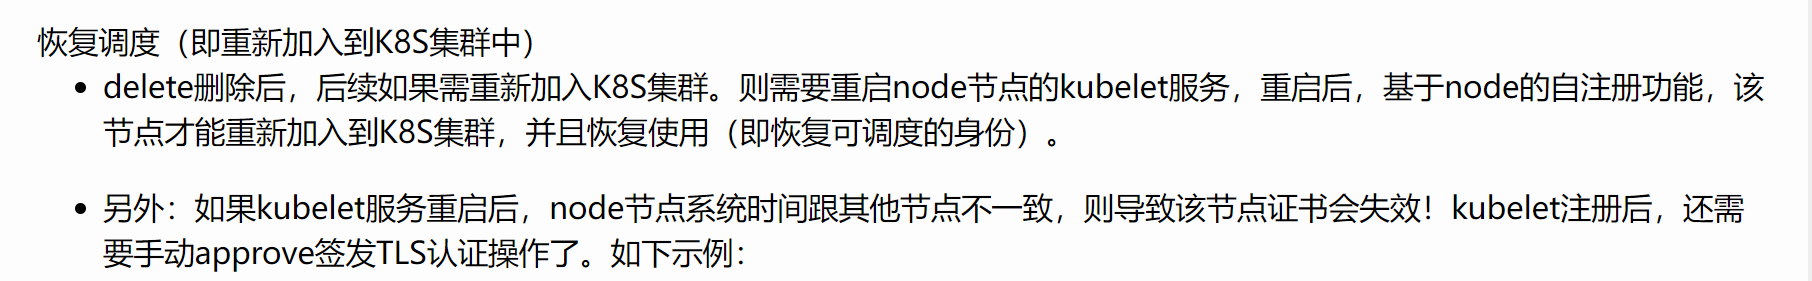 恢复调度（即重新加入到K8S集群中）
• delete删除后，后续如果需重新加入K8S集群。则需要重启node节点的kubelet服务，重启后，基于node的自注册功能，该
节点才能重新加入到K8S集群，并且恢复使用（即恢复可调度的身份）。
• 另外：如果kubelet服务重启后，node节点系统时间跟其他节点不一致，则导致该节点证书会失效！kubelet注册后，还需
要手动approve签发TLS认证操作了。如下示例：